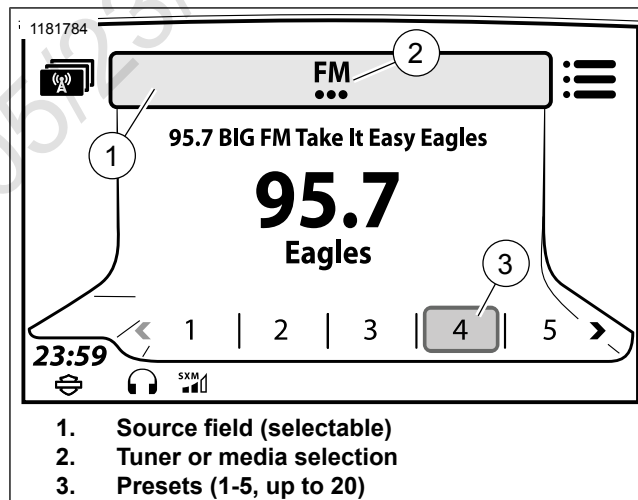 1181784
FM
2
1
95.7 BIG FM Take It Easy Eagles
95.7
Eagles
3
1 2 3 4 5
23:59
SXM
1. Source field (selectable)
2. Tuner or media selection
3. Presets (1-5, up to 20)